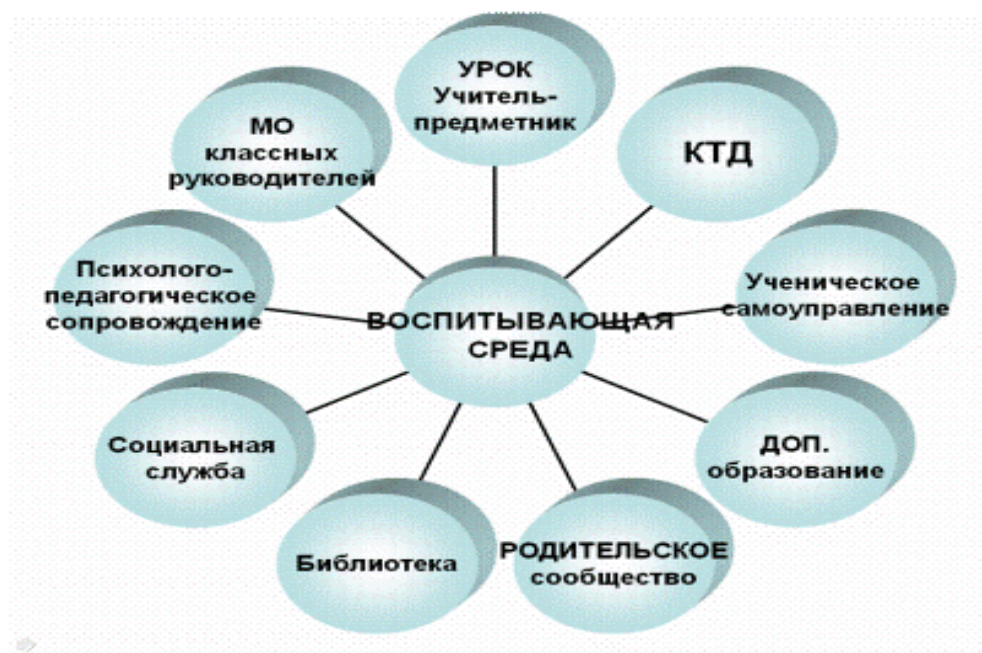 УРОК
Учитель-
предметник
КТД
Ученическое
самоуправление
ДОП.
образование
РОДИТЕЛЬСКОЕ
сообщество
Библиотека
Социальная
служба
Психолого-
педагогическое
сопровождение
МО
классных
руководителей
ВОСПИТЫВАЮЩАЯ
СРЕДА